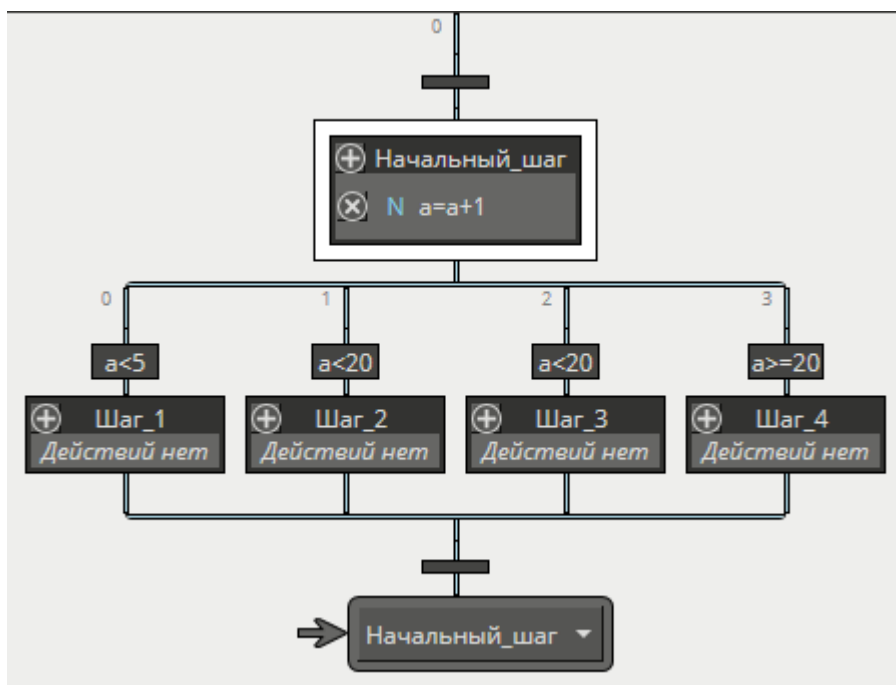 0
Начальный_шаг
N a=a+1
0 1 2 3
a<5 a<20 a<20 a>=20
Шаг_1 Шаг_2 Шаг_3 Шаг_4
Действий нет Действий нет Действий нет Действий нет
Начальный_шаг